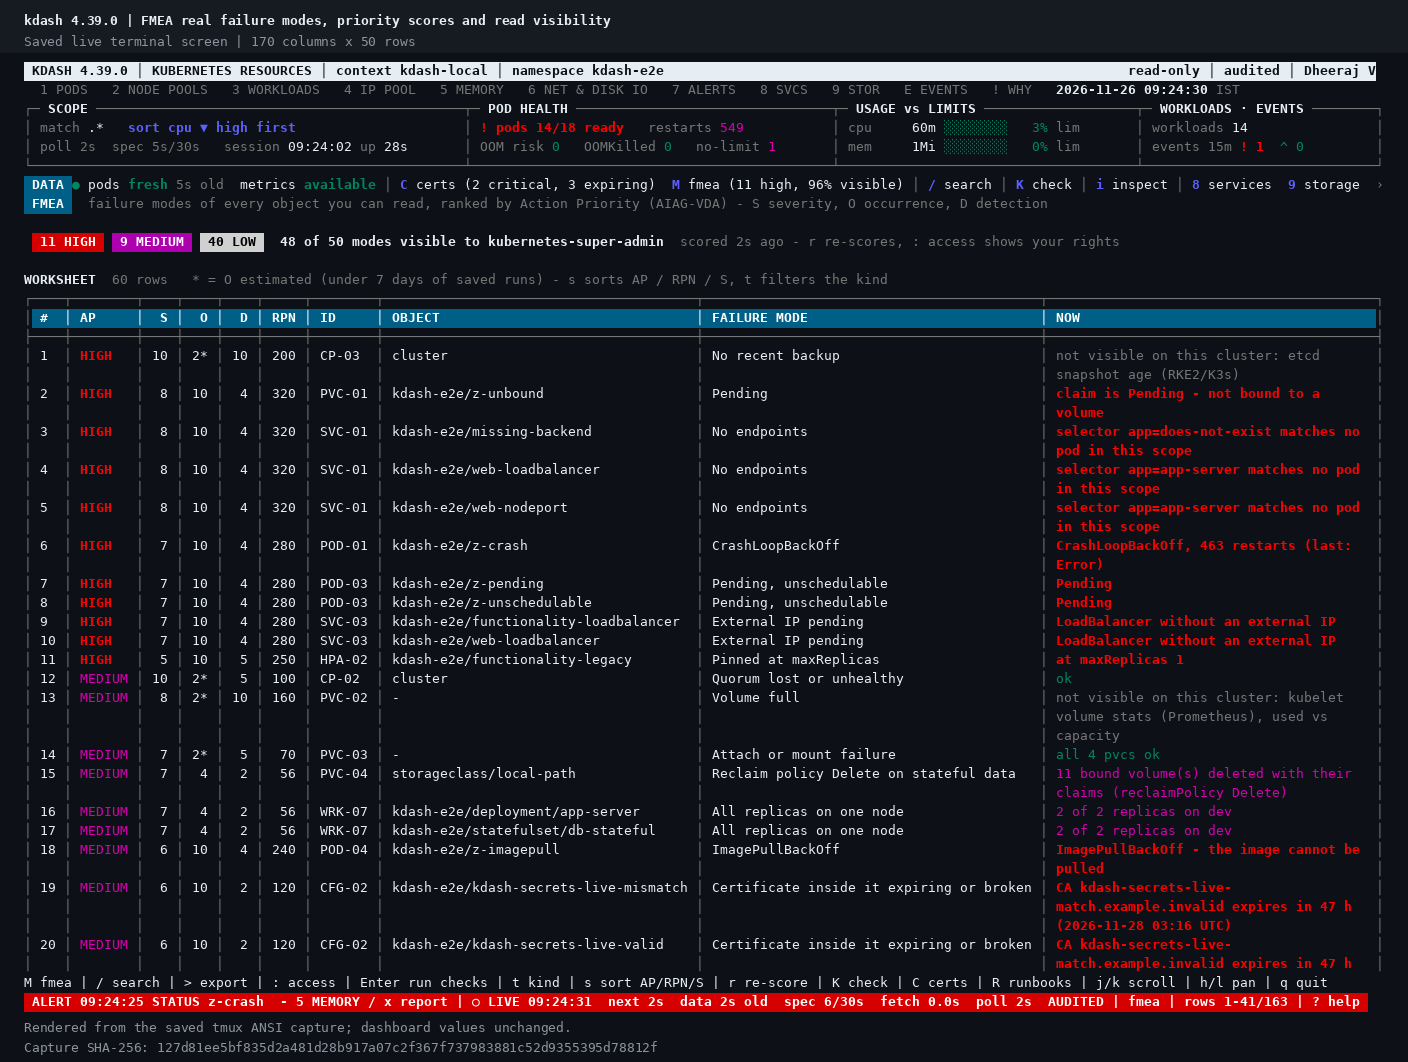 kdash 4.39.0 | FMEA real failure modes, priority scores and read visibility
Saved live terminal screen | 170 columns x 50 rows
KDASH 4.39.0 │ KUBERNETES RESOURCES │ context kdash-local │ namespace kdash-e2e read-only │ audited │ Dheeraj V
1 PODS 2 NODE POOLS 3 WORKLOADS 4 IP POOL 5 MEMORY 6 NET & DISK IO 7 ALERTS 8 SVCS 9 STOR E EVENTS ! WHY 2026-11-26 09:24:30 IST
SCOPE POD HEALTH USAGE vs LIMITS WORKLOADS · EVENTS
match .* sort cpu ▼ high first │ ! pods 14/18 ready restarts 549 │ cpu 60m ░░░░░░░░ 3% lim │ workloads 14
poll 2s spec 5s/30s session 09:24:02 up 28s │ OOM risk 0 OOMKilled 0 no-limit 1 │ mem 1Mi ░░░░░░░░ 0% lim │ events 15m ! 1 ^ 0
DATA ● pods fresh 5s old metrics available │ C certs (2 critical, 3 expiring) M fmea (11 high, 96% visible) │ / search │ K check │ i inspect │ 8 services 9 storage ›
FMEA failure modes of every object you can read, ranked by Action Priority (AIAG-VDA) - S severity, O occurrence, D detection
11 HIGH 9 MEDIUM 40 LOW 48 of 50 modes visible to kubernetes-super-admin scored 2s ago - r re-scores, : access shows your rights
WORKSHEET 60 rows * = O estimated (under 7 days of saved runs) - s sorts AP / RPN / S, t filters the kind
# │ AP │ S │ O │ D │ RPN │ ID │ OBJECT │ FAILURE MODE │ NOW
1 │ HIGH │ 10 │ 2* │ 10 │ 200 │ CP-03 │ cluster │ No recent backup │ not visible on this cluster: etcd
snapshot age (RKE2/K3s)
2 │ HIGH │ 8 │ 10 │ 4 │ 320 │ PVC-01 │ kdash-e2e/z-unbound │ Pending │ claim is Pending - not bound to a
volume
3 │ HIGH │ 8 │ 10 │ 4 │ 320 │ SVC-01 │ kdash-e2e/missing-backend │ No endpoints │ selector app=does-not-exist matches no
pod in this scope
4 │ HIGH │ 8 │ 10 │ 4 │ 320 │ SVC-01 │ kdash-e2e/web-loadbalancer │ No endpoints │ selector app=app-server matches no pod
in this scope
5 │ HIGH │ 8 │ 10 │ 4 │ 320 │ SVC-01 │ kdash-e2e/web-nodeport │ No endpoints │ selector app=app-server matches no pod
in this scope
6 │ HIGH │ 7 │ 10 │ 4 │ 280 │ POD-01 │ kdash-e2e/z-crash │ CrashLoopBackOff │ CrashLoopBackOff, 463 restarts (last:
Error)
7 │ HIGH │ 7 │ 10 │ 4 │ 280 │ POD-03 │ kdash-e2e/z-pending │ Pending, unschedulable │ Pending
8 │ HIGH │ 7 │ 10 │ 4 │ 280 │ POD-03 │ kdash-e2e/z-unschedulable │ Pending, unschedulable │ Pending
9 │ HIGH │ 7 │ 10 │ 4 │ 280 │ SVC-03 │ kdash-e2e/functionality-loadbalancer │ External IP pending │ LoadBalancer without an external IP
10 │ HIGH │ 7 │ 10 │ 4 │ 280 │ SVC-03 │ kdash-e2e/web-loadbalancer │ External IP pending │ LoadBalancer without an external IP
11 │ HIGH │ 5 │ 10 │ 5 │ 250 │ HPA-02 │ kdash-e2e/functionality-legacy │ Pinned at maxReplicas │ at maxReplicas 1
12 │ MEDIUM │ 10 │ 2* │ 5 │ 100 │ CP-02 │ cluster │ Quorum lost or unhealthy │ ok
13 │ MEDIUM │ 8 │ 2* │ 10 │ 160 │ PVC-02 │ - │ Volume full │ not visible on this cluster: kubelet
volume stats (Prometheus), used vs
capacity
14 │ MEDIUM │ 7 │ 2* │ 5 │ 70 │ PVC-03 │ - │ Attach or mount failure │ all 4 pvcs ok
15 │ MEDIUM │ 7 │ 4 │ 2 │ 56 │ PVC-04 │ storageclass/local-path │ Reclaim policy Delete on stateful data │ 11 bound volume(s) deleted with their
claims (reclaimPolicy Delete)
16 │ MEDIUM │ 7 │ 4 │ 2 │ 56 │ WRK-07 │ kdash-e2e/deployment/app-server │ All replicas on one node │ 2 of 2 replicas on dev
17 │ MEDIUM │ 7 │ 4 │ 2 │ 56 │ WRK-07 │ kdash-e2e/statefulset/db-stateful │ All replicas on one node │ 2 of 2 replicas on dev
18 │ MEDIUM │ 6 │ 10 │ 4 │ 240 │ POD-04 │ kdash-e2e/z-imagepull │ ImagePullBackOff │ ImagePullBackOff - the image cannot be
pulled
19 │ MEDIUM │ 6 │ 10 │ 2 │ 120 │ CFG-02 │ kdash-e2e/kdash-secrets-live-mismatch │ Certificate inside it expiring or broken │ CA kdash-secrets-live-
match.example.invalid expires in 47 h
(2026-11-28 03:16 UTC)
20 │ MEDIUM │ 6 │ 10 │ 2 │ 120 │ CFG-02 │ kdash-e2e/kdash-secrets-live-valid │ Certificate inside it expiring or broken │ CA kdash-secrets-live-
match.example.invalid expires in 47 h
M fmea | / search | > export | : access | Enter run checks | t kind | s sort AP/RPN/S | r re-score | K check | C certs | R runbooks | j/k scroll | h/l pan | q quit
ALERT 09:24:25 STATUS z-crash - 5 MEMORY / x report | ○ LIVE 09:24:31 next 2s data 2s old spec 6/30s fetch 0.0s poll 2s AUDITED | fmea | rows 1-41/163 | ? help
Rendered from the saved tmux ANSI capture; dashboard values unchanged.
Capture SHA-256: 127d81ee5bf835d2a481d28b917a07c2f367f737983881c52d9355395d78812f